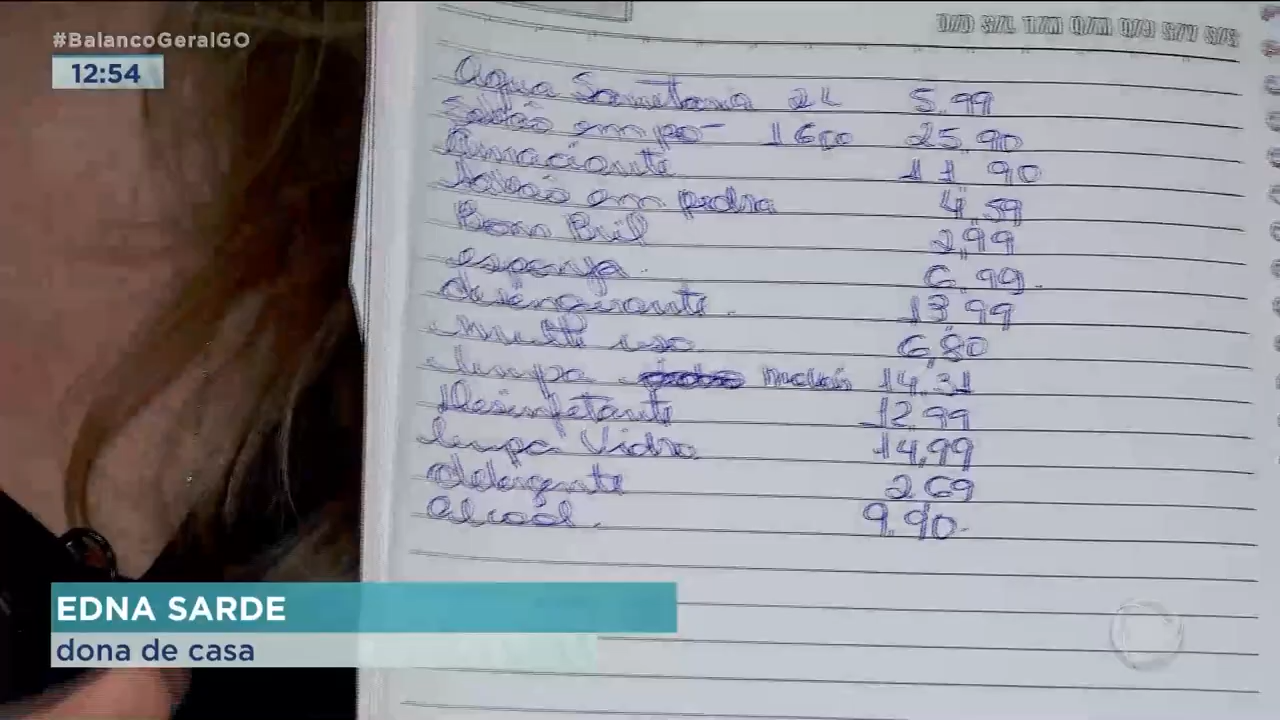 #BalancoGeralGO
12:54
D/D S/L T/M Q/M Q/J S/V S/S
Agua Sanitaria 2L 5,99
Sabão em pó 1600 25,90
Amaciante 11,90
Sabão em pedra 4,59
Bom Bril 2,99
esponja 6,99
desengirante 13,99
multi uso 6,80
limpa 14,31
Desinfetante 12,99
limpa Vidro 14,99
detergente 2 69
alcool 9,90
EDNA SARDE
dona de casa